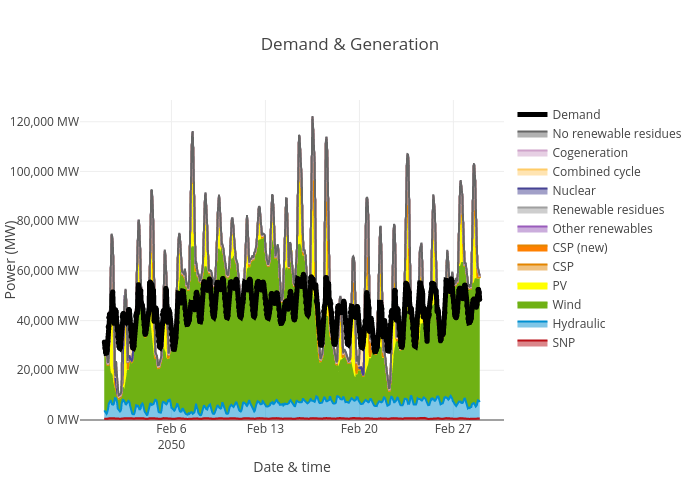 Demand & Generation
120,000 MW
100,000 MW
80,000 MW
60,000 MW
40,000 MW
20,000 MW
0 MW
Power (MW)
Feb 6
2050
Feb 13
Feb 20
Feb 27
Date & time
Demand
No renewable residues
Cogeneration
Combined cycle
Nuclear
Renewable residues
Other renewables
CSP (new)
CSP
PV
Wind
Hydraulic
SNP